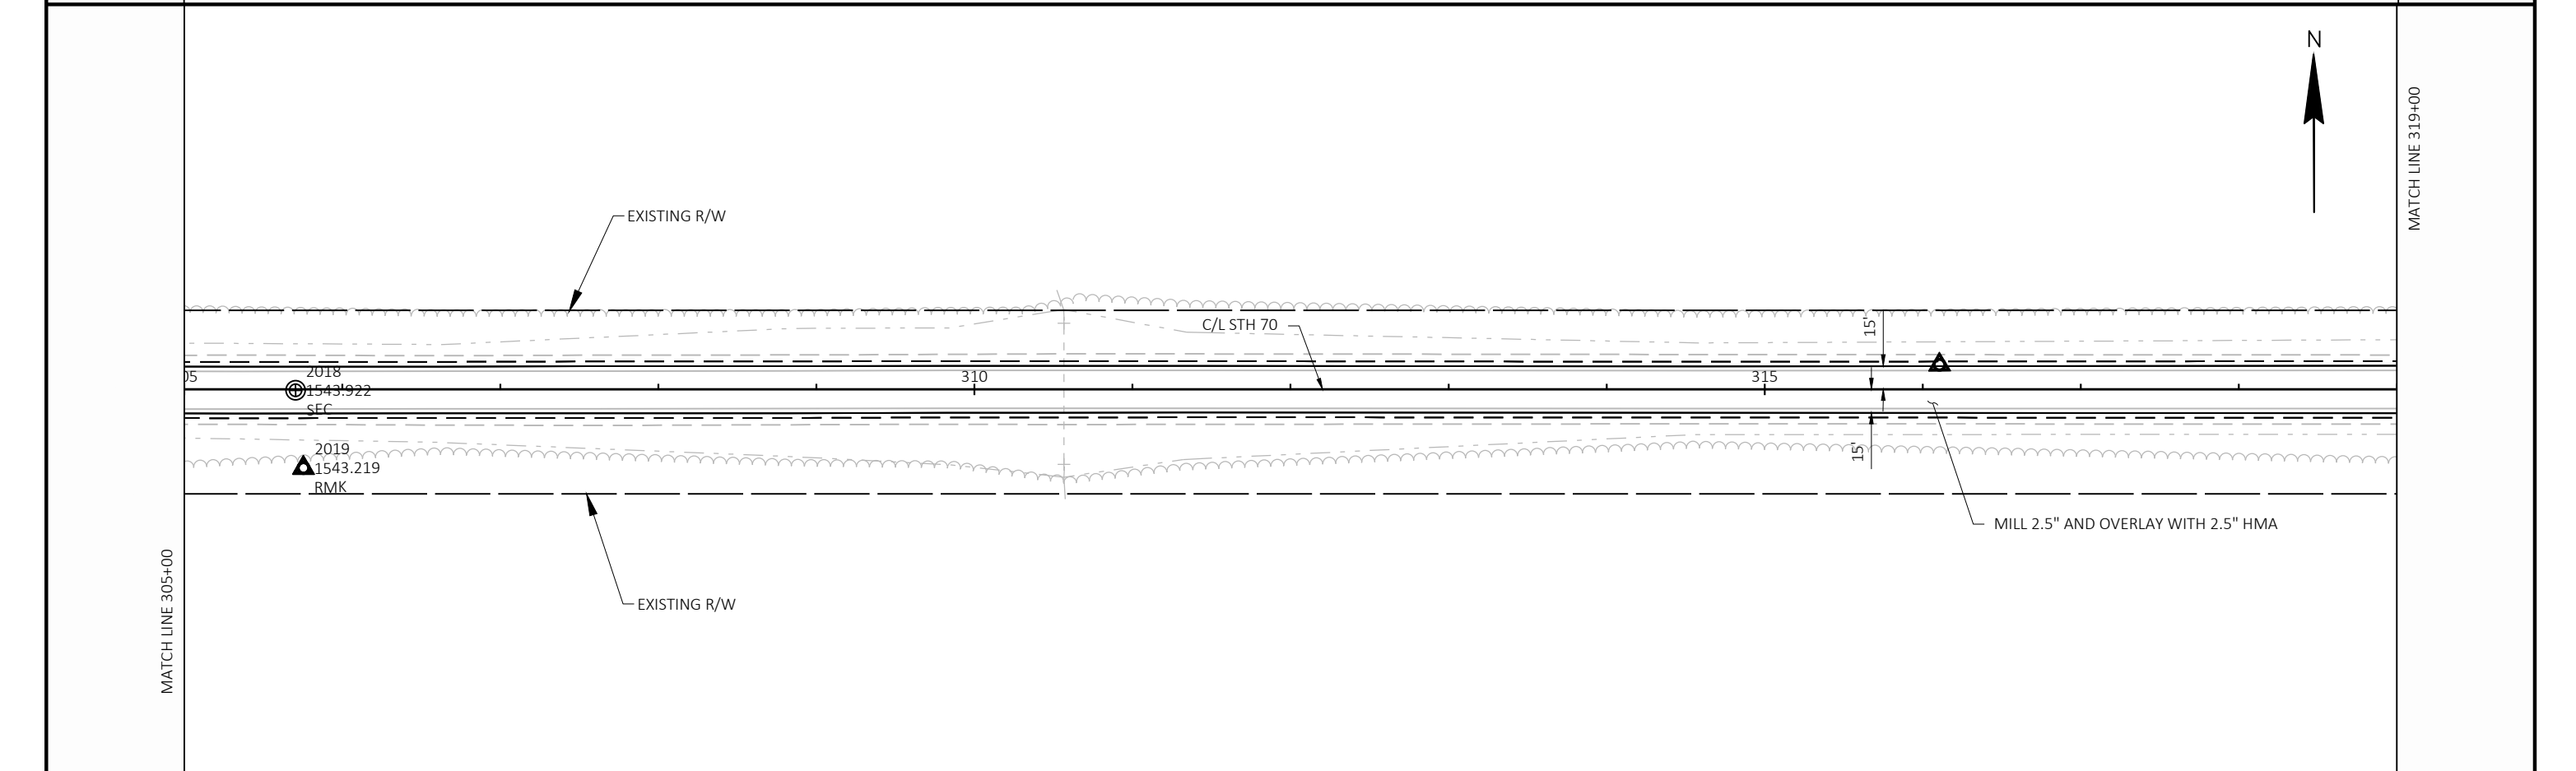 N
MATCH LINE 319+00
EXISTING R/W
C/L STH 70
15'
05
310
315
2018
1543.922
SEC
15'
2019
1543.219
RMK
MILL 2.5" AND OVERLAY WITH 2.5" HMA
EXISTING R/W
MATCH LINE 305+00